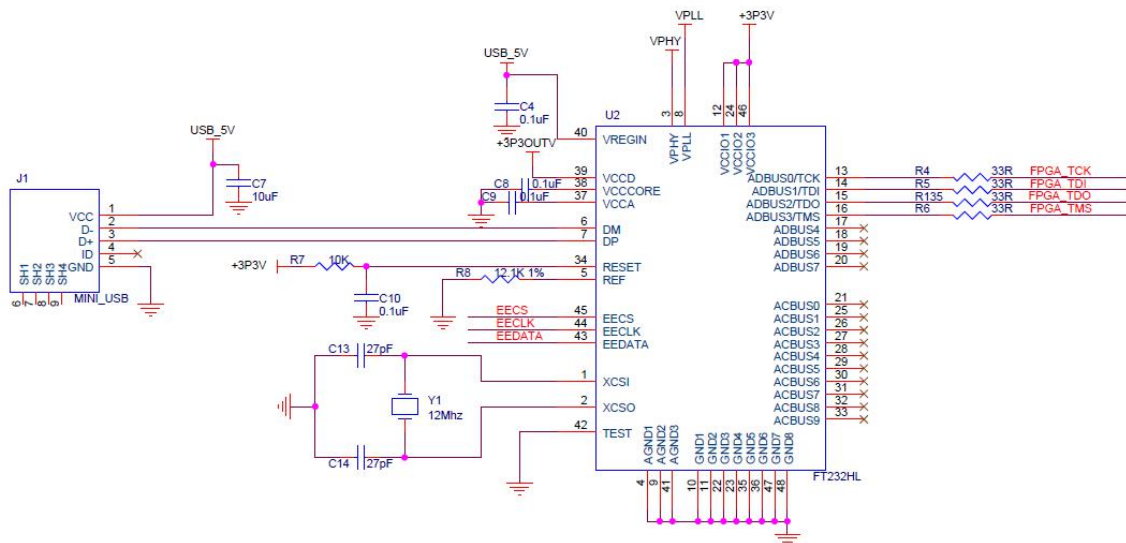 VPLL
+3P3V
VPHY
USB_5V
C4
0.1uF
U2
3
8
12
24
46
40
VREGIN
VPHY
VPLL
VCCIO1
VCCIO2
VCCIO3
+3P3OUTV
USB_5V
J1
C7
10uF
39
VCCD
C8
0.1uF
38
VCCCORE
C9
0.1uF
37
VCCA
VCC
1
D-
2
6
DM
D+
3
7
DP
ID
4
GND
5
SH1
SH2
SH3
SH4
6
7
8
9
MINI_USB
+3P3V
R7
10K
34
RESET
R8
12.1K 1%
5
REF
C10
0.1uF
EECS
45
EECS
EECLK
44
EECLK
EEDATA
43
EEDATA
C13
27pF
1
XCSI
Y1
12Mhz
2
XCSO
C14
27pF
42
TEST
ADBUS0/TCK
13
R4
33R
FPGA_TCK
ADBUS1/TDI
14
R5
33R
FPGA_TDI
ADBUS2/TDO
15
R135
33R
FPGA_TDO
ADBUS3/TMS
16
R6
33R
FPGA_TMS
ADBUS4
17
ADBUS5
18
ADBUS6
19
ADBUS7
20
ACBUS0
21
ACBUS1
25
ACBUS2
26
ACBUS3
27
ACBUS4
28
ACBUS5
29
ACBUS6
30
ACBUS7
31
ACBUS8
32
ACBUS9
33
AGND1
AGND2
AGND3
GND1
GND2
GND3
GND4
GND5
GND6
GND7
GND8
FT232HL
4
9
41
10
11
22
23
35
36
47
48